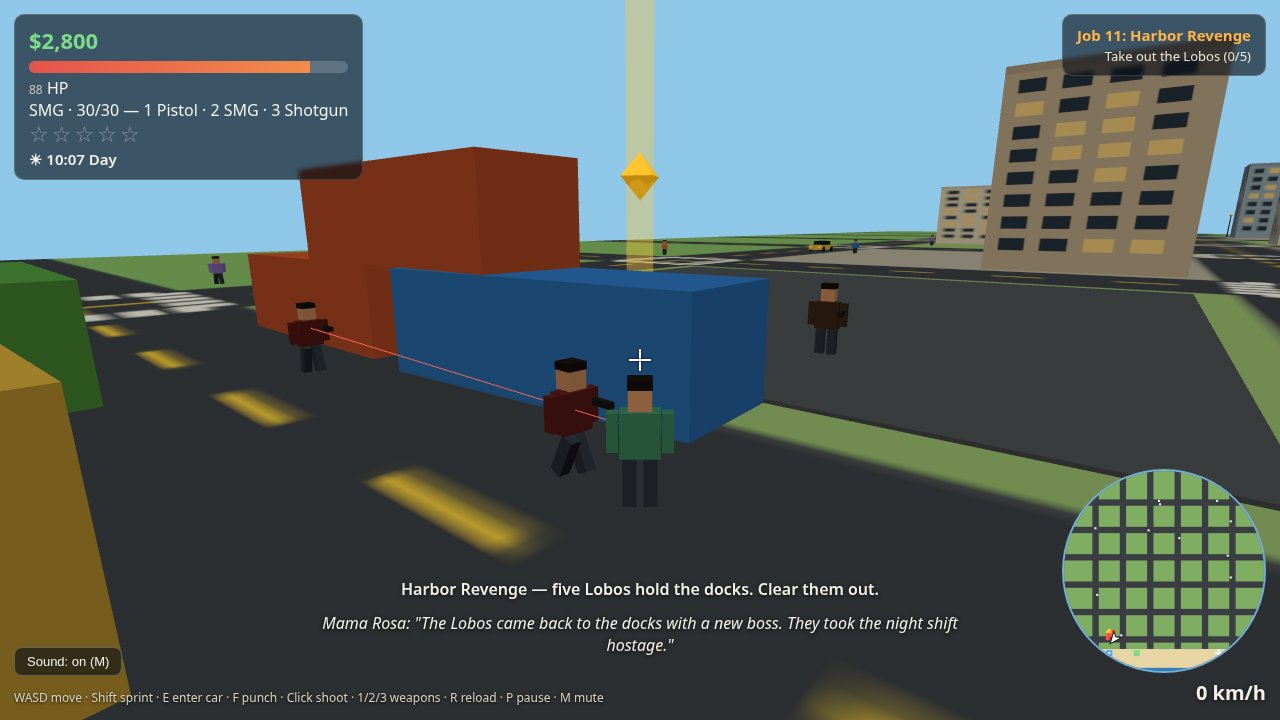 $2,800
88 HP
SMG · 30/30 — 1 Pistol · 2 SMG · 3 Shotgun
☆☆☆☆☆
☀ 10:07 Day
Job 11: Harbor Revenge
Take out the Lobos (0/5)
Harbor Revenge — five Lobos hold the docks. Clear them out.
Mama Rosa: "The Lobos came back to the docks with a new boss. They took the night shift
hostage."
Sound: on (M)
WASD move · Shift sprint · E enter car · F punch · Click shoot · 1/2/3 weapons · R reload · P pause · M mute
0 km/h